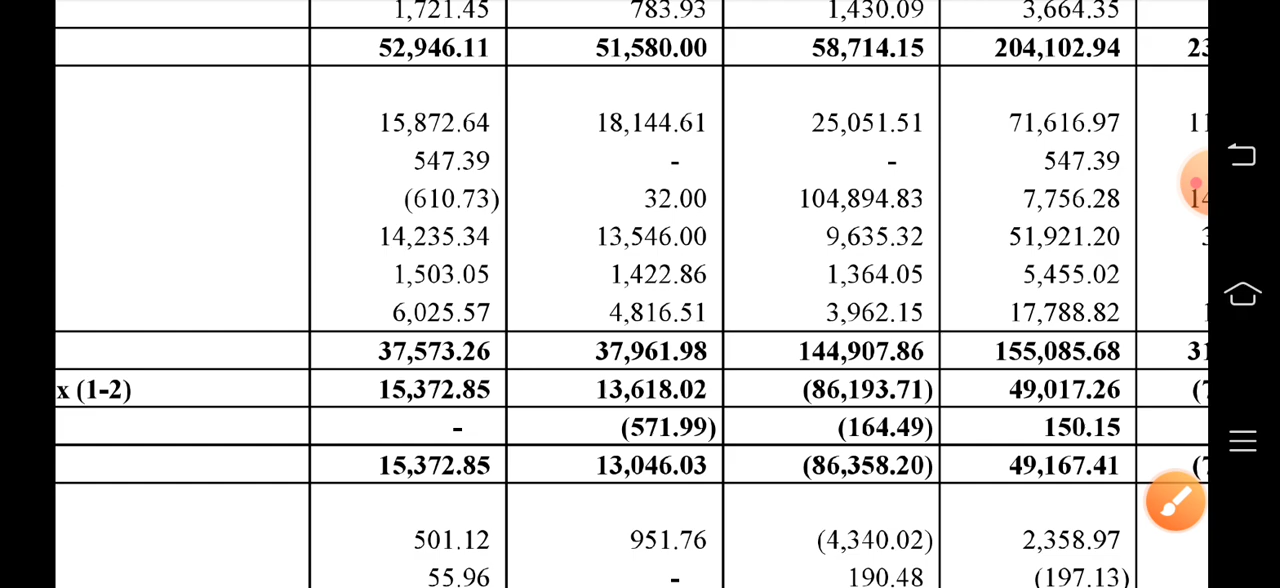 1,721.45 783.93 1,430.09 3,664.35
52,946.11 51,580.00 58,714.15 204,102.94 23
15,872.64 18,144.61 25,051.51 71,616.97 11
547.39 - - 547.39
(610.73) 32.00 104,894.83 7,756.28 14
14,235.34 13,546.00 9,635.32 51,921.20 3
1,503.05 1,422.86 1,364.05 5,455.02
6,025.57 4,816.51 3,962.15 17,788.82
37,573.26 37,961.98 144,907.86 155,085.68 31
x (1-2) 15,372.85 13,618.02 (86,193.71) 49,017.26 (7
- (571.99) (164.49) 150.15
15,372.85 13,046.03 (86,358.20) 49,167.41 (7
501.12 951.76 (4,340.02) 2,358.97
55.96 - 190.48 (197.13)